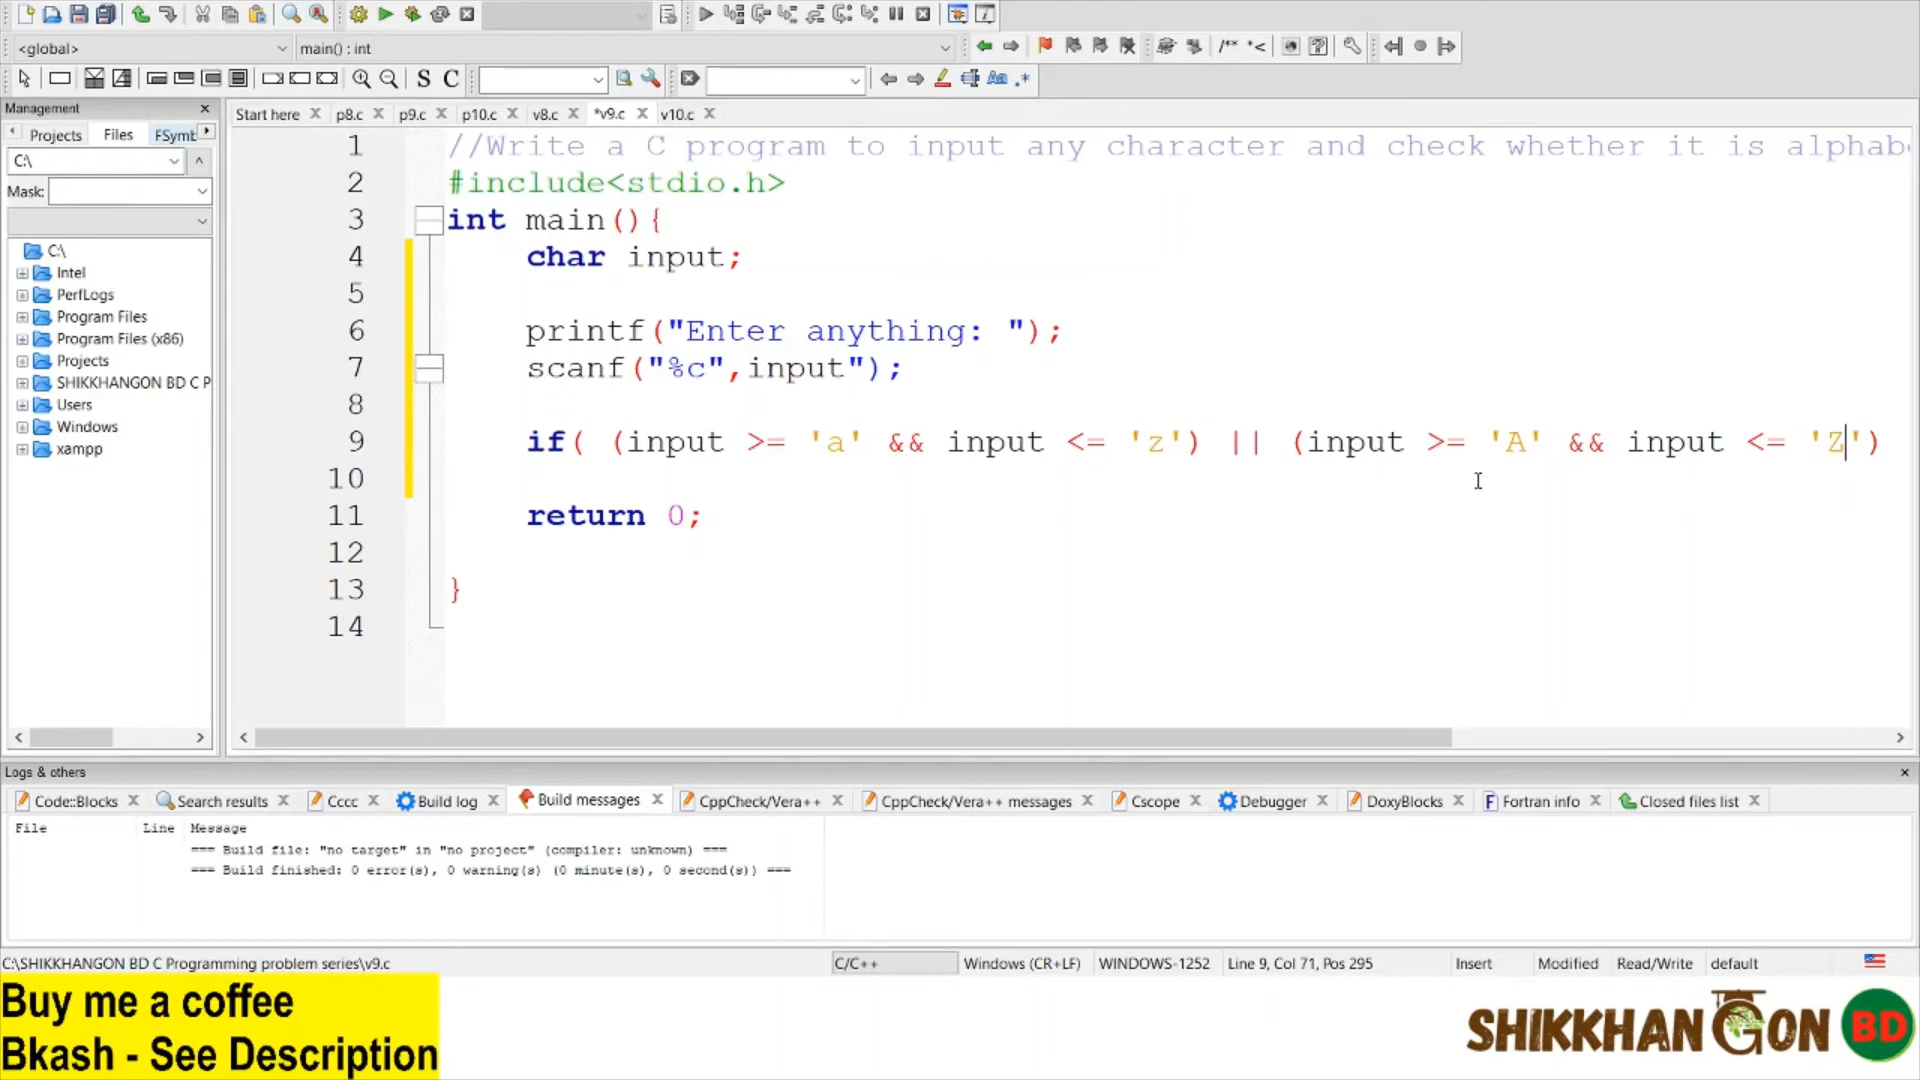 <global>
main() : int
S C
Management
Start here
p8.c
p9.c
p10.c
v8.c
*v9.c
v10.c
Projects
Files
FSymb
C:\
Mask:
C:\
Intel
PerfLogs
Program Files
Program Files (x86)
Projects
SHIKKHANGON BD C P
Users
Windows
xampp
1 //Write a C program to input any character and check whether it is alphab
2 #include<stdio.h>
3 int main(){
4 char input;
5
6 printf("Enter anything: ");
7 scanf("%c",input");
8
9 if( (input >= 'a' && input <= 'z') || (input >= 'A' && input <= 'Z')
10
11 return 0;
12
13 }
14
Logs & others
Code::Blocks
Search results
Cccc
Build log
Build messages
CppCheck/Vera++
CppCheck/Vera++ messages
Cscope
Debugger
DoxyBlocks
Fortran info
Closed files list
File Line Message
=== Build file: "no target" in "no project" (compiler: unknown) ===
=== Build finished: 0 error(s), 0 warning(s) (0 minute(s), 0 second(s)) ===
C:\SHIKKHANGON BD C Programming problem series\v9.c
C/C++
Windows (CR+LF)
WINDOWS-1252
Line 9, Col 71, Pos 295
Insert
Modified
Read/Write
default
Buy me a coffee
Bkash - See Description
SHIKKHANGON BD